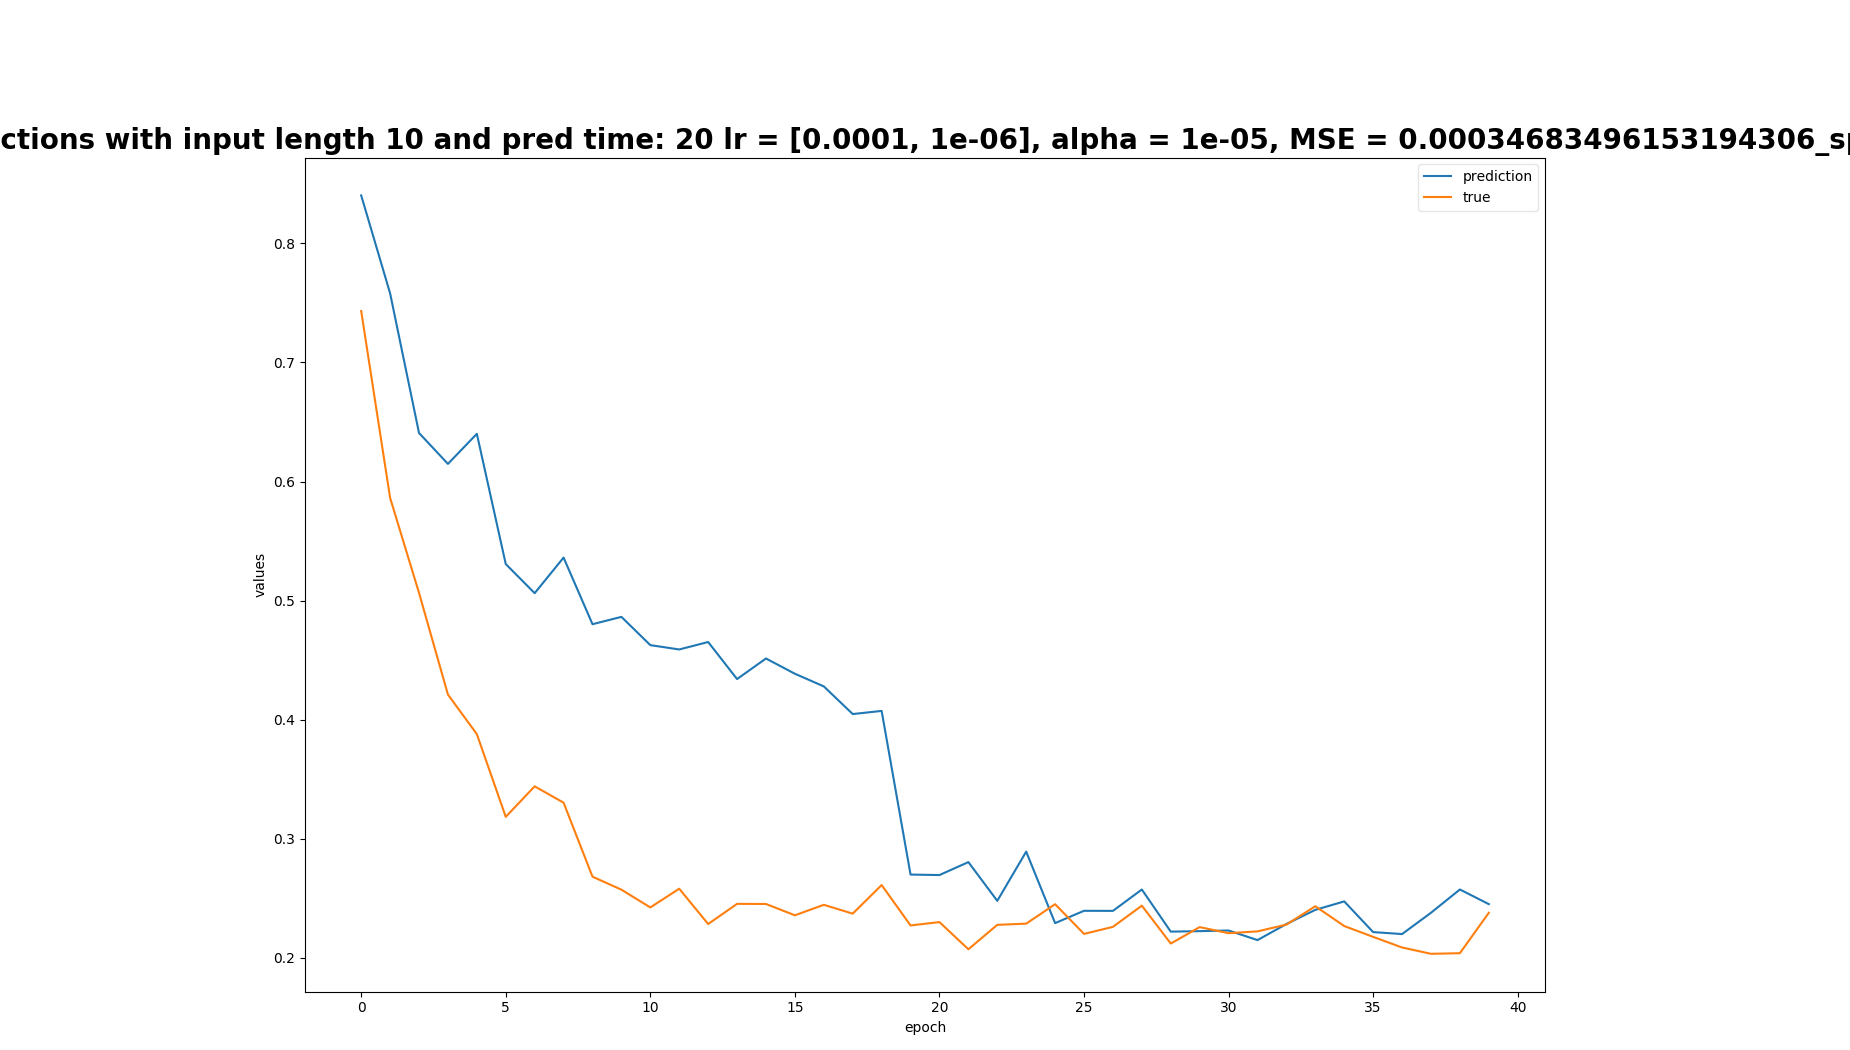 ctions with input length 10 and pred time: 20 lr = [0.0001, 1e-06], alpha = 1e-05, MSE = 0.00034683496153194306_sp
prediction
true
0.8
0.7
0.6
0.5
0.4
0.3
0.2
values
0 5 10 15 20 25 30 35 40
epoch